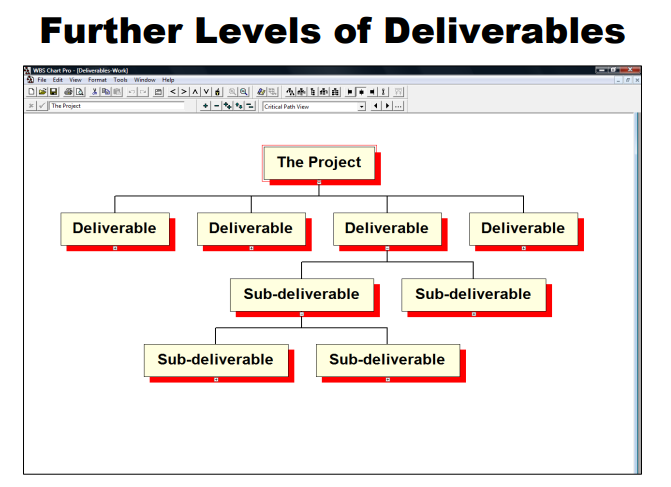 Further Levels of Deliverables
WBS Chart Pro - [Deliverables-Work]
File Edit View Format Tools Window Help
The Project
Critical Path View
The Project
Deliverable Deliverable Deliverable Deliverable
Sub-deliverable Sub-deliverable
Sub-deliverable Sub-deliverable